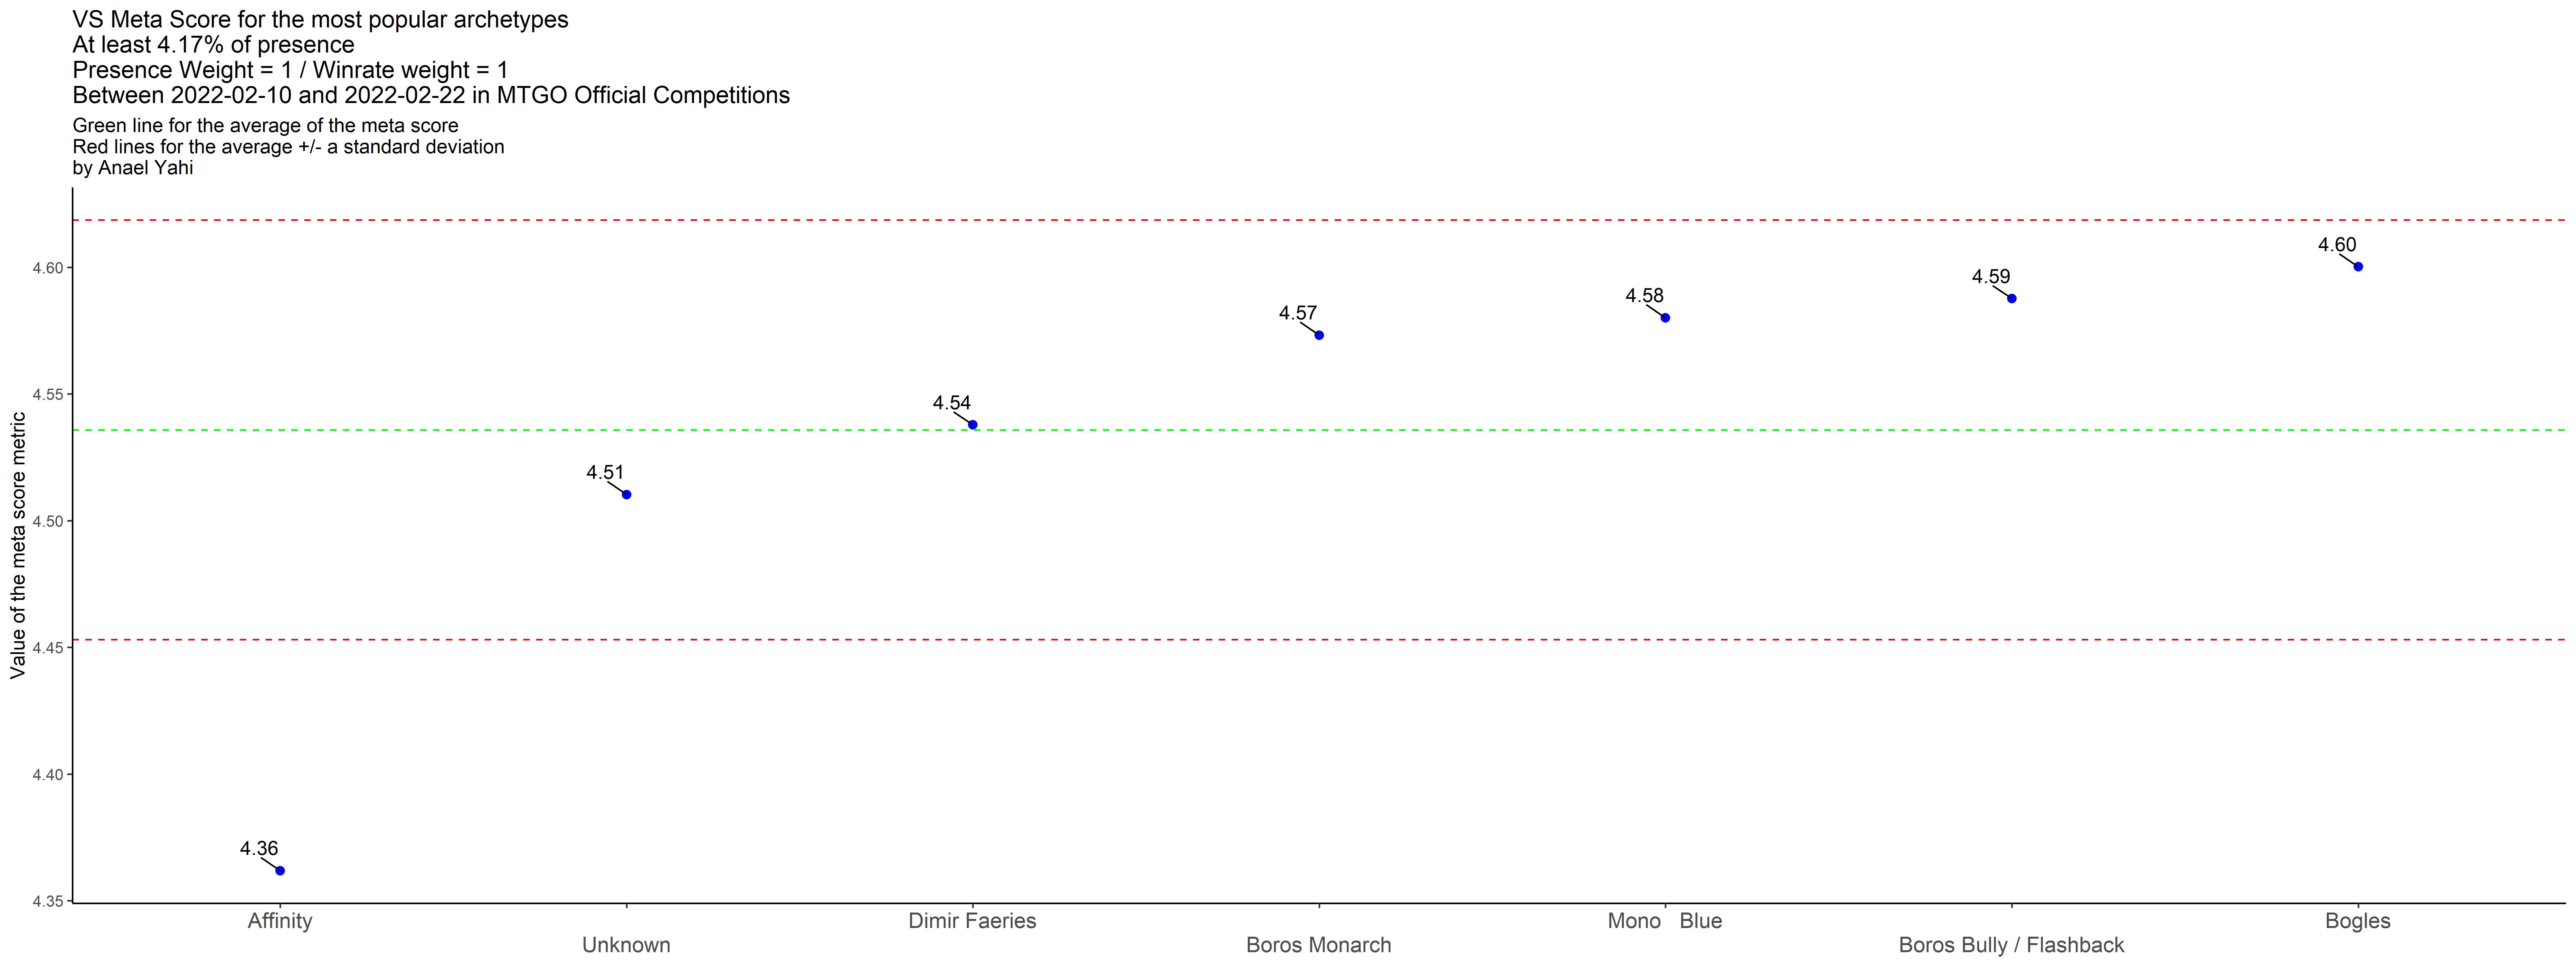 VS Meta Score for the most popular archetypes
At least 4.17% of presence
Presence Weight = 1 / Winrate weight = 1
Between 2022-02-10 and 2022-02-22 in MTGO Official Competitions
Green line for the average of the meta score
Red lines for the average +/- a standard deviation
by Anael Yahi
Value of the meta score metric
4.60
4.55
4.50
4.45
4.40
4.35
4.36
4.51
4.54
4.57
4.58
4.59
4.60
Affinity
Unknown
Dimir Faeries
Boros Monarch
Mono   Blue
Boros Bully / Flashback
Bogles